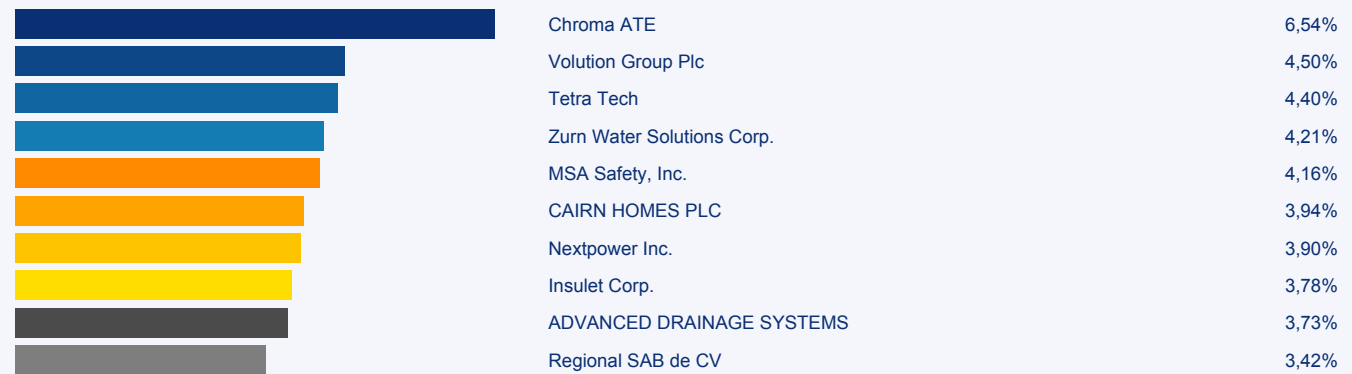 Chroma ATE 6,54%
Volution Group Plc 4,50%
Tetra Tech 4,40%
Zurn Water Solutions Corp. 4,21%
MSA Safety, Inc. 4,16%
CAIRN HOMES PLC 3,94%
Nextpower Inc. 3,90%
Insulet Corp. 3,78%
ADVANCED DRAINAGE SYSTEMS 3,73%
Regional SAB de CV 3,42%